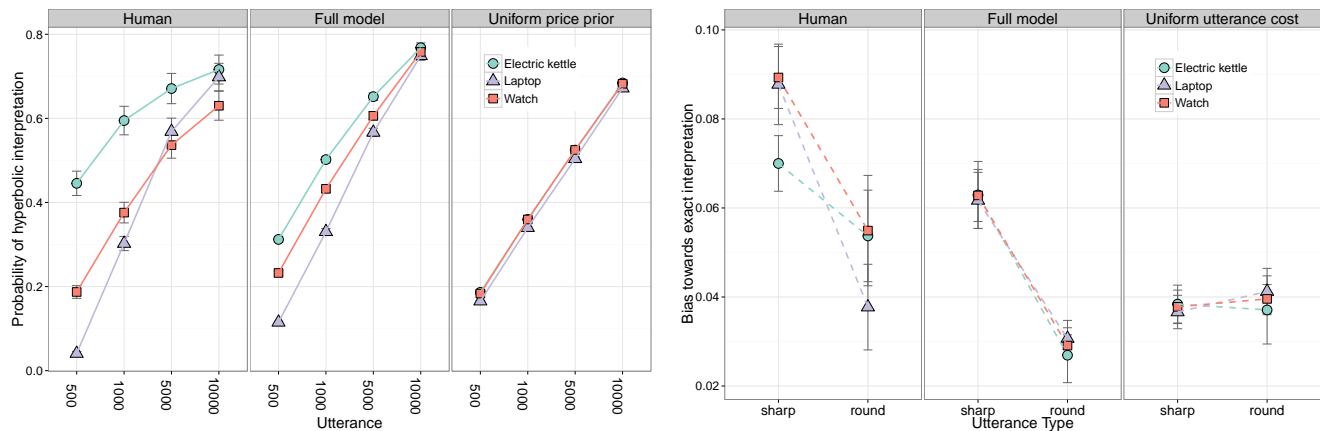 Human
Full model
Uniform price prior
Probability of hyperbolic interpretation
0.8
0.6
0.4
0.2
0.0
Electric kettle
Laptop
Watch
500
1000
5000
10000
500
1000
5000
10000
500
1000
5000
10000
Utterance
Human
Full model
Uniform utterance cost
Bias towards exact interpretation
0.10
0.08
0.06
0.04
0.02
Electric kettle
Laptop
Watch
sharp
round
sharp
round
sharp
round
Utterance Type